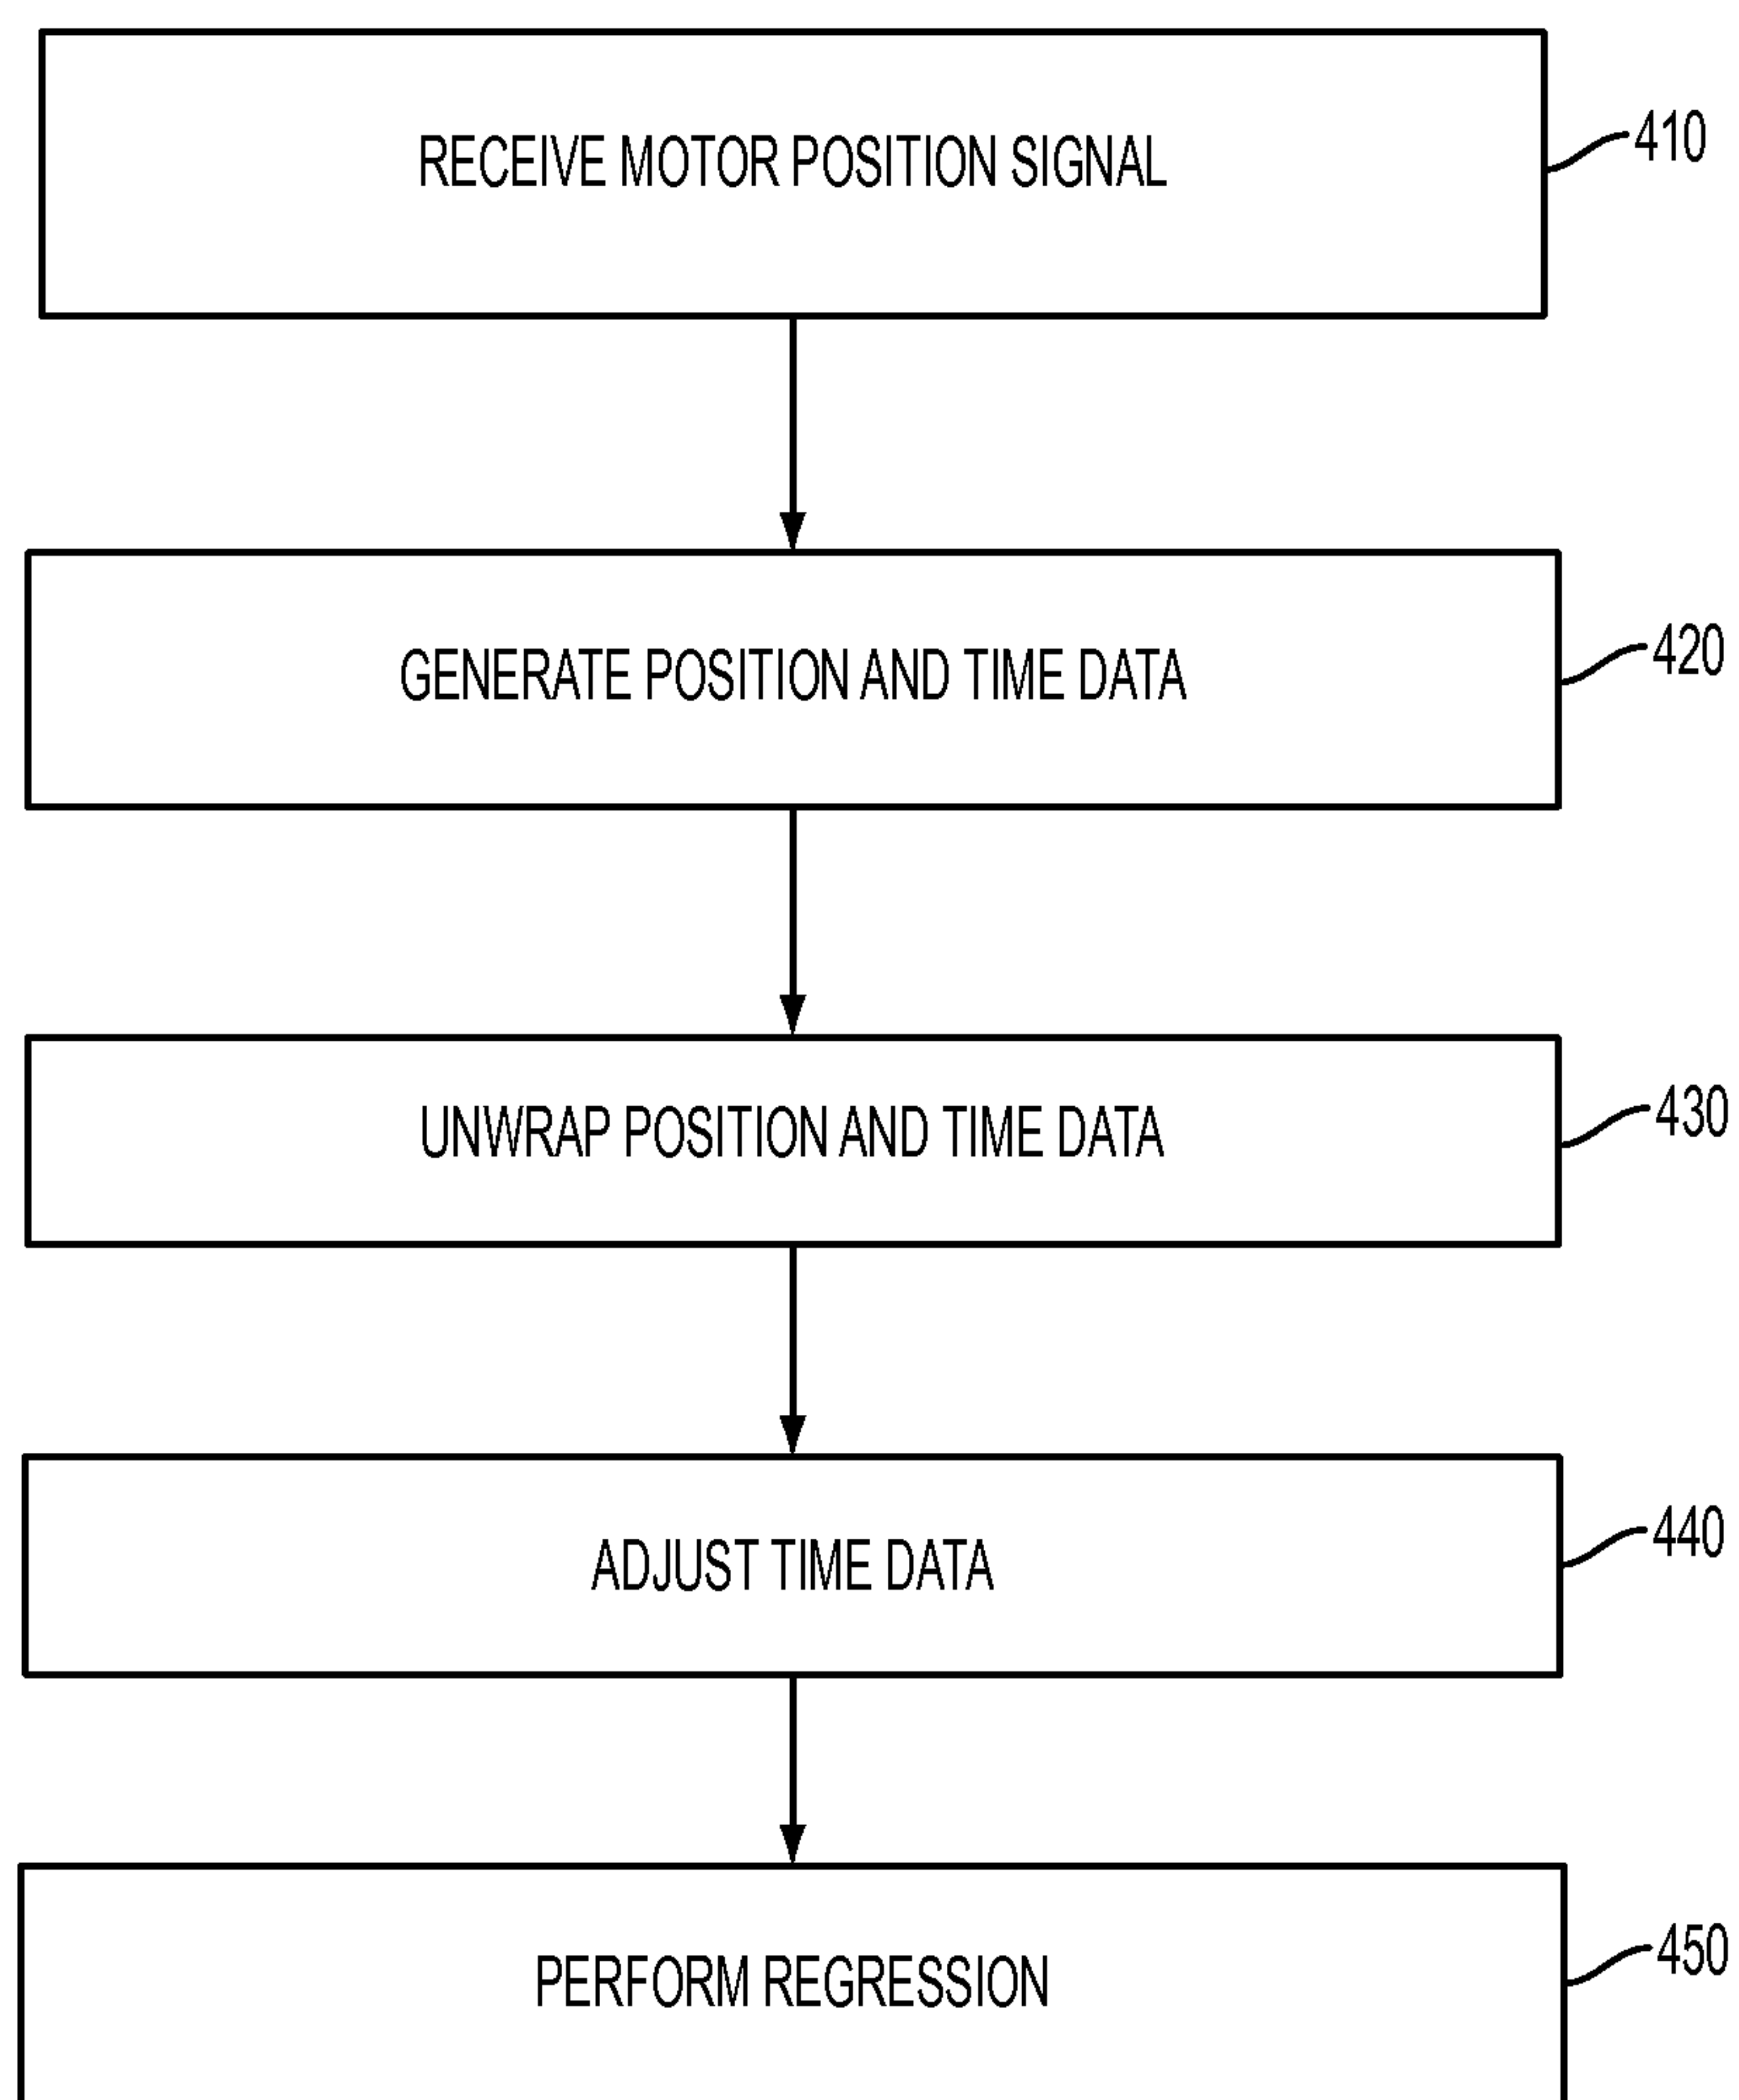 RECEIVE MOTOR POSITION SIGNAL
410
GENERATE POSITION AND TIME DATA
420
UNWRAP POSITION AND TIME DATA
430
ADJUST TIME DATA
440
PERFORM REGRESSION
450